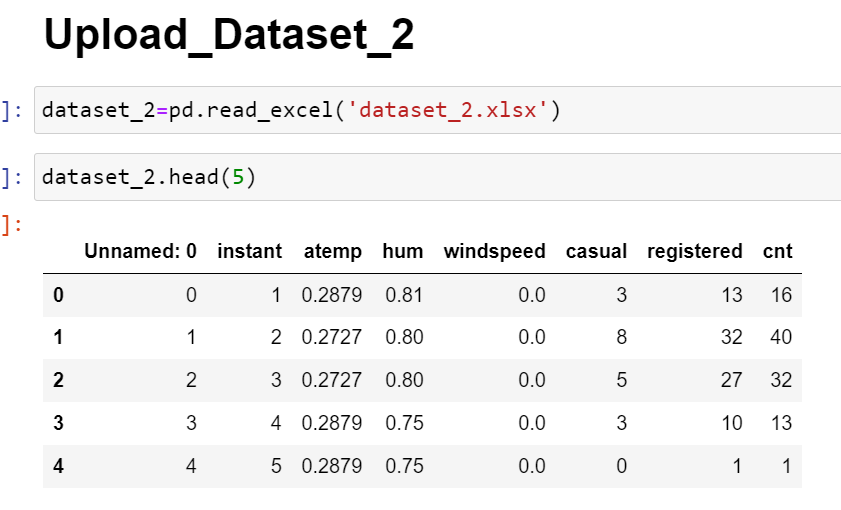 Upload_Dataset_2
]: dataset_2=pd.read_excel('dataset_2.xlsx')
]: dataset_2.head(5)
]:
Unnamed: 0 instant atemp hum windspeed casual registered cnt
0 0 1 0.2879 0.81 0.0 3 13 16
1 1 2 0.2727 0.80 0.0 8 32 40
2 2 3 0.2727 0.80 0.0 5 27 32
3 3 4 0.2879 0.75 0.0 3 10 13
4 4 5 0.2879 0.75 0.0 0 1 1